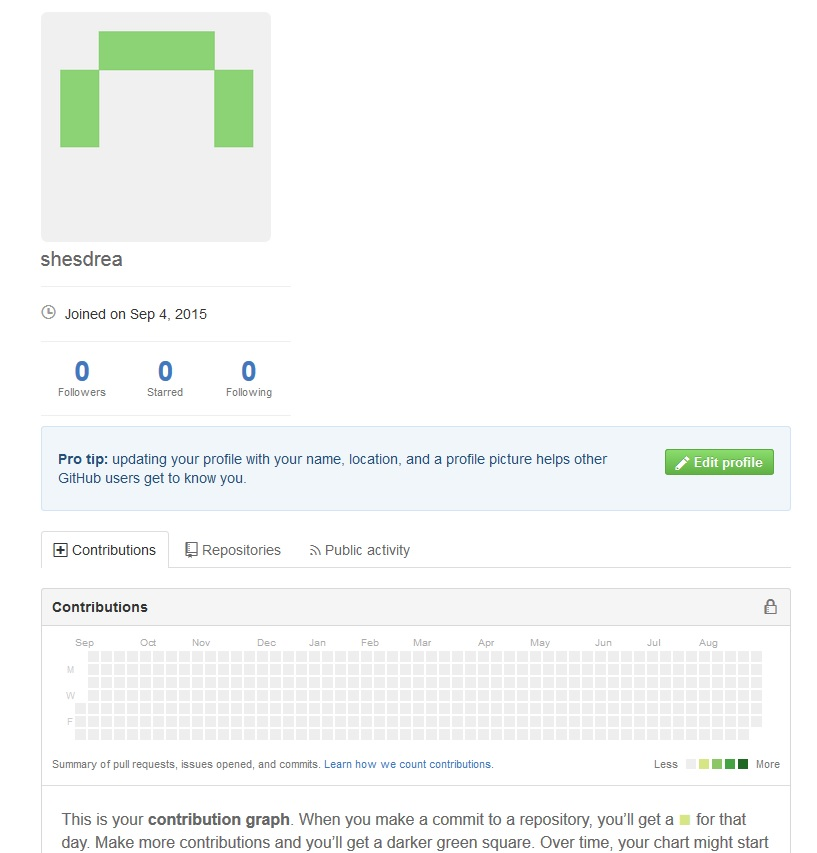 shesdrea
Joined on Sep 4, 2015
0 0 0
Followers Starred Following
Pro tip: updating your profile with your name, location, and a profile picture helps other
GitHub users get to know you.
Edit profile
Contributions Repositories Public activity
Contributions
Sep Oct Nov Dec Jan Feb Mar Apr May Jun Jul Aug
M
W
F
Summary of pull requests, issues opened, and commits. Learn how we count contributions.
Less More
This is your contribution graph. When you make a commit to a repository, you’ll get a for that
day. Make more contributions and you’ll get a darker green square. Over time, your chart might start